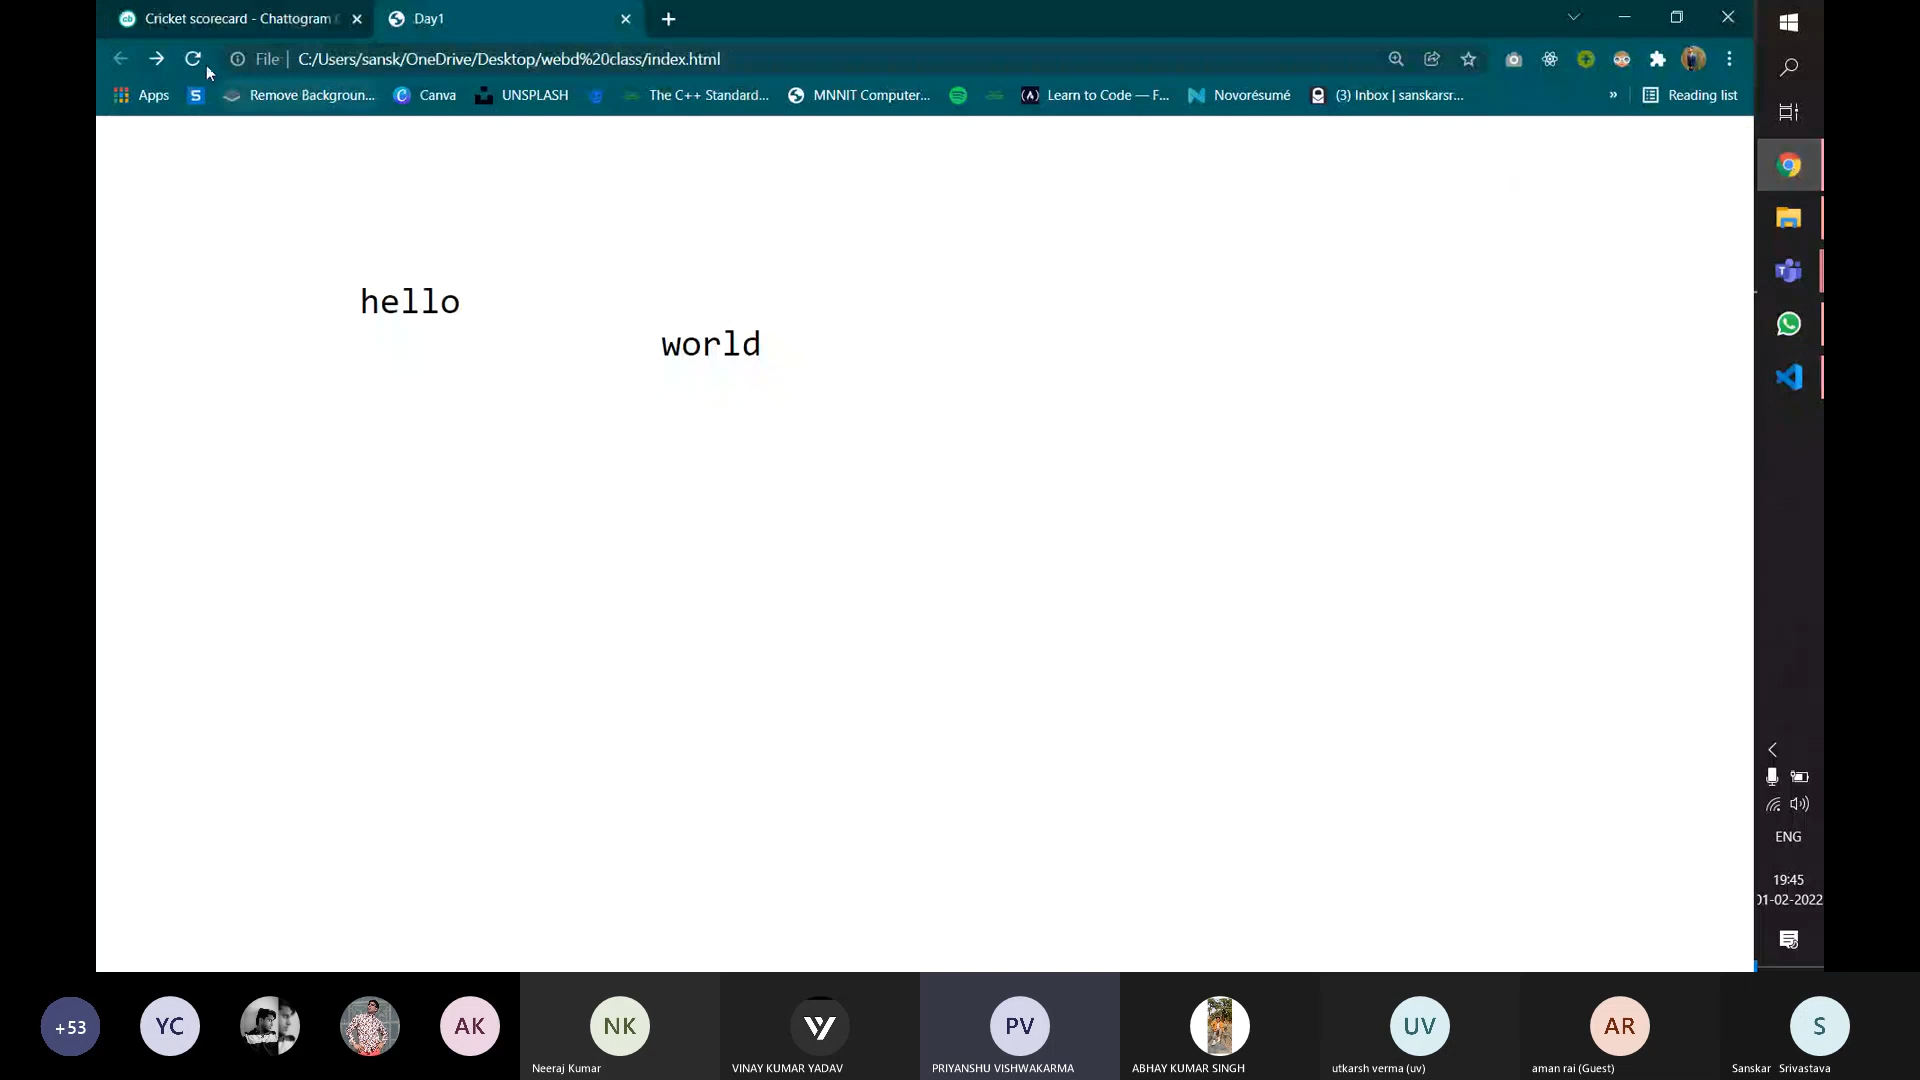 Cricket scorecard - Chattogram
Day1
File
C:/Users/sansk/OneDrive/Desktop/webd%20class/index.html
Apps
S
Remove Backgroun...
Canva
UNSPLASH
The C++ Standard...
MNNIT Computer...
Learn to Code — F...
Novorésumé
(3) Inbox | sanskarsr...
»
Reading list
hello
world
ENG
19:45
01-02-2022
+53
YC
AK
NK
PV
UV
AR
S
Neeraj Kumar
VINAY KUMAR YADAV
PRIYANSHU VISHWAKARMA
ABHAY KUMAR SINGH
utkarsh verma (uv)
aman rai (Guest)
Sanskar Srivastava